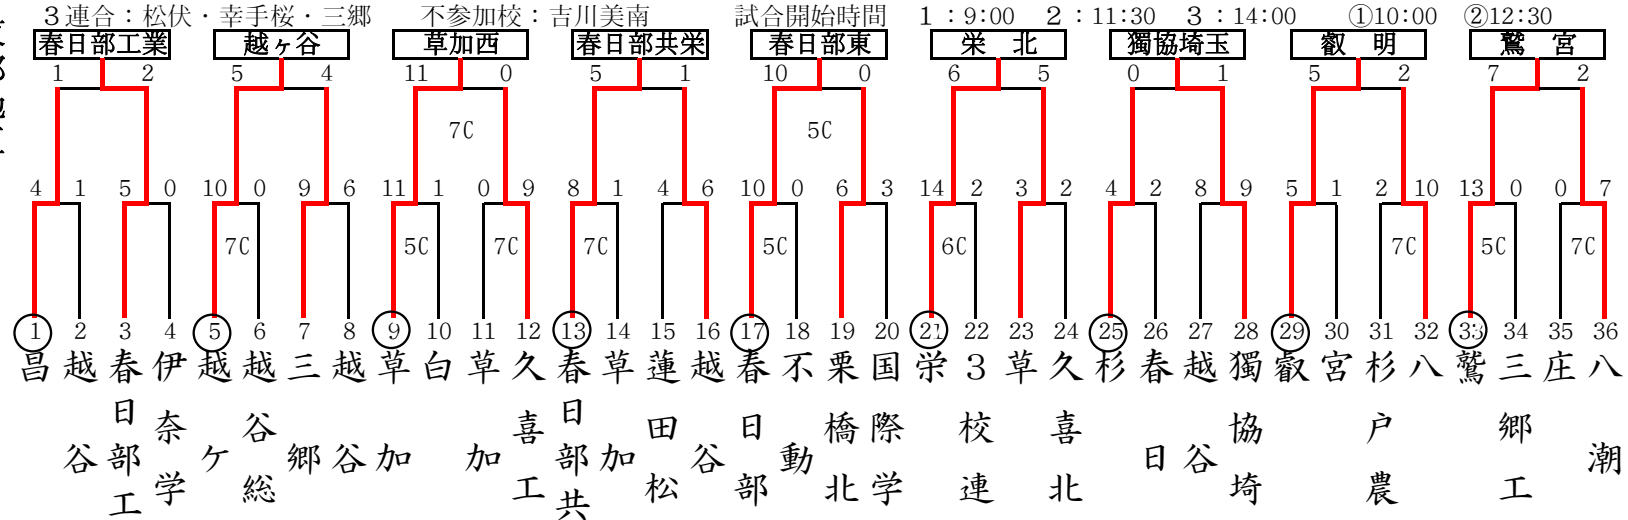 3連合：松伏・幸手桜・三郷　不参加校：吉川美南　試合開始時間　1：9:00　2：11:30　3：14:00　①10:00　②12:30
春日部工業　越ヶ谷　草加西　春日部共栄　春日部東　栄　北　獨協埼玉　叡　明　鷲　宮
1 2 5 4 11 0 5 1 10 0 6 5 0 1 5 2 7 2
7C 5C
4 1 5 0 10 0 9 6 11 1 0 9 8 1 4 6 10 0 6 3 14 2 3 2 4 2 8 9 5 1 2 10 13 0 0 7
7C 5C 7C 7C 5C 6C 7C 5C 7C
1 2 3 4 5 6 7 8 9 10 11 12 13 14 15 16 17 18 19 20 21 22 23 24 25 26 27 28 29 30 31 32 33 34 35 36
昌
越谷
春日部工
伊奈学
越ケ
越谷総
三郷
越谷
草加
白
草加
久喜工
春日部共
草加
蓮田松
越谷
春日部
不動
栗橋北
国際学
栄
3校連
草
久喜北
杉
春日
越谷
獨協埼
叡
宮
杉戸農
八
鷲
三郷工
庄
八潮